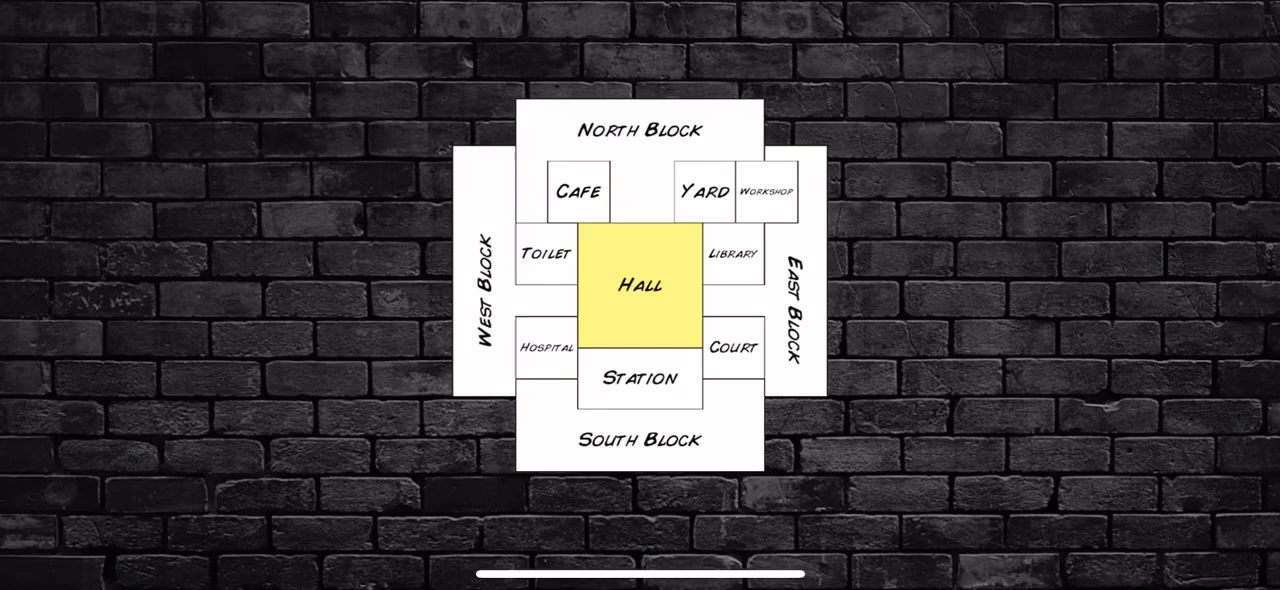 North Block
Cafe
Yard
Workshop
Toilet
Library
West Block
Hall
East Block
Hospital
Court
Station
South Block